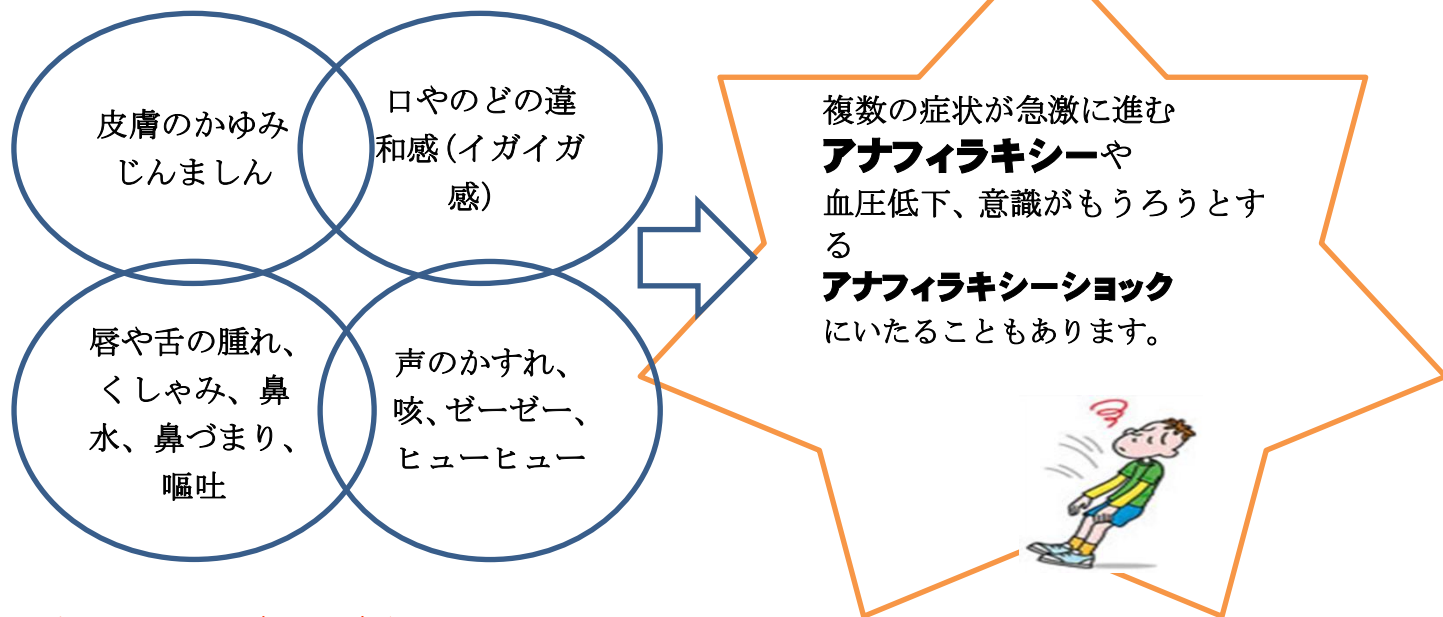 皮膚のかゆみ
じんましん
口やのどの違
和感(イガイガ
感)
唇や舌の腫れ、
くしゃみ、鼻
水、鼻づまり、
嘔吐
声のかすれ、
咳、ゼーゼー、
ヒューヒュー
複数の症状が急激に進む
アナフィラキシーや
血圧低下、意識がもうろうとす
る
アナフィラキシーショック
にいたることもあります。